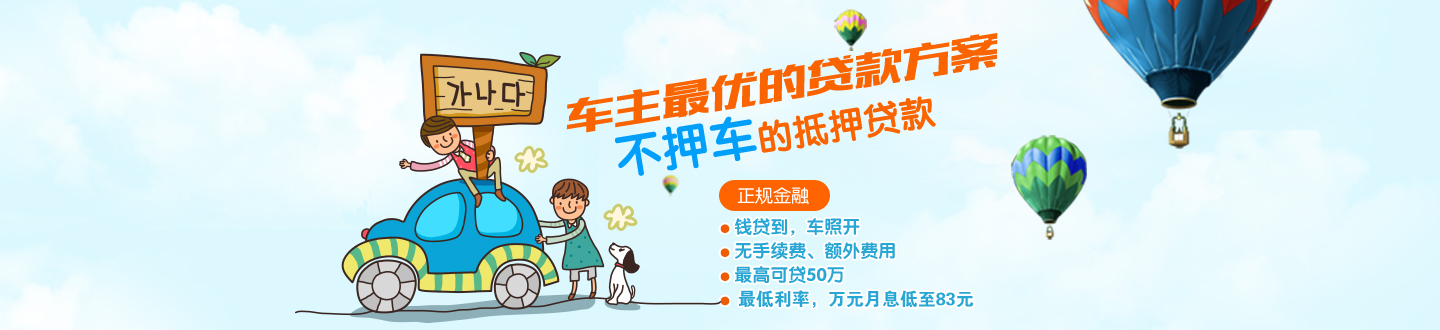 가나다
车主最优的贷款方案
不押车的抵押贷款
正规金融
钱贷到，车照开
无手续费、额外费用
最高可贷50万
最低利率，万元月息低至83元